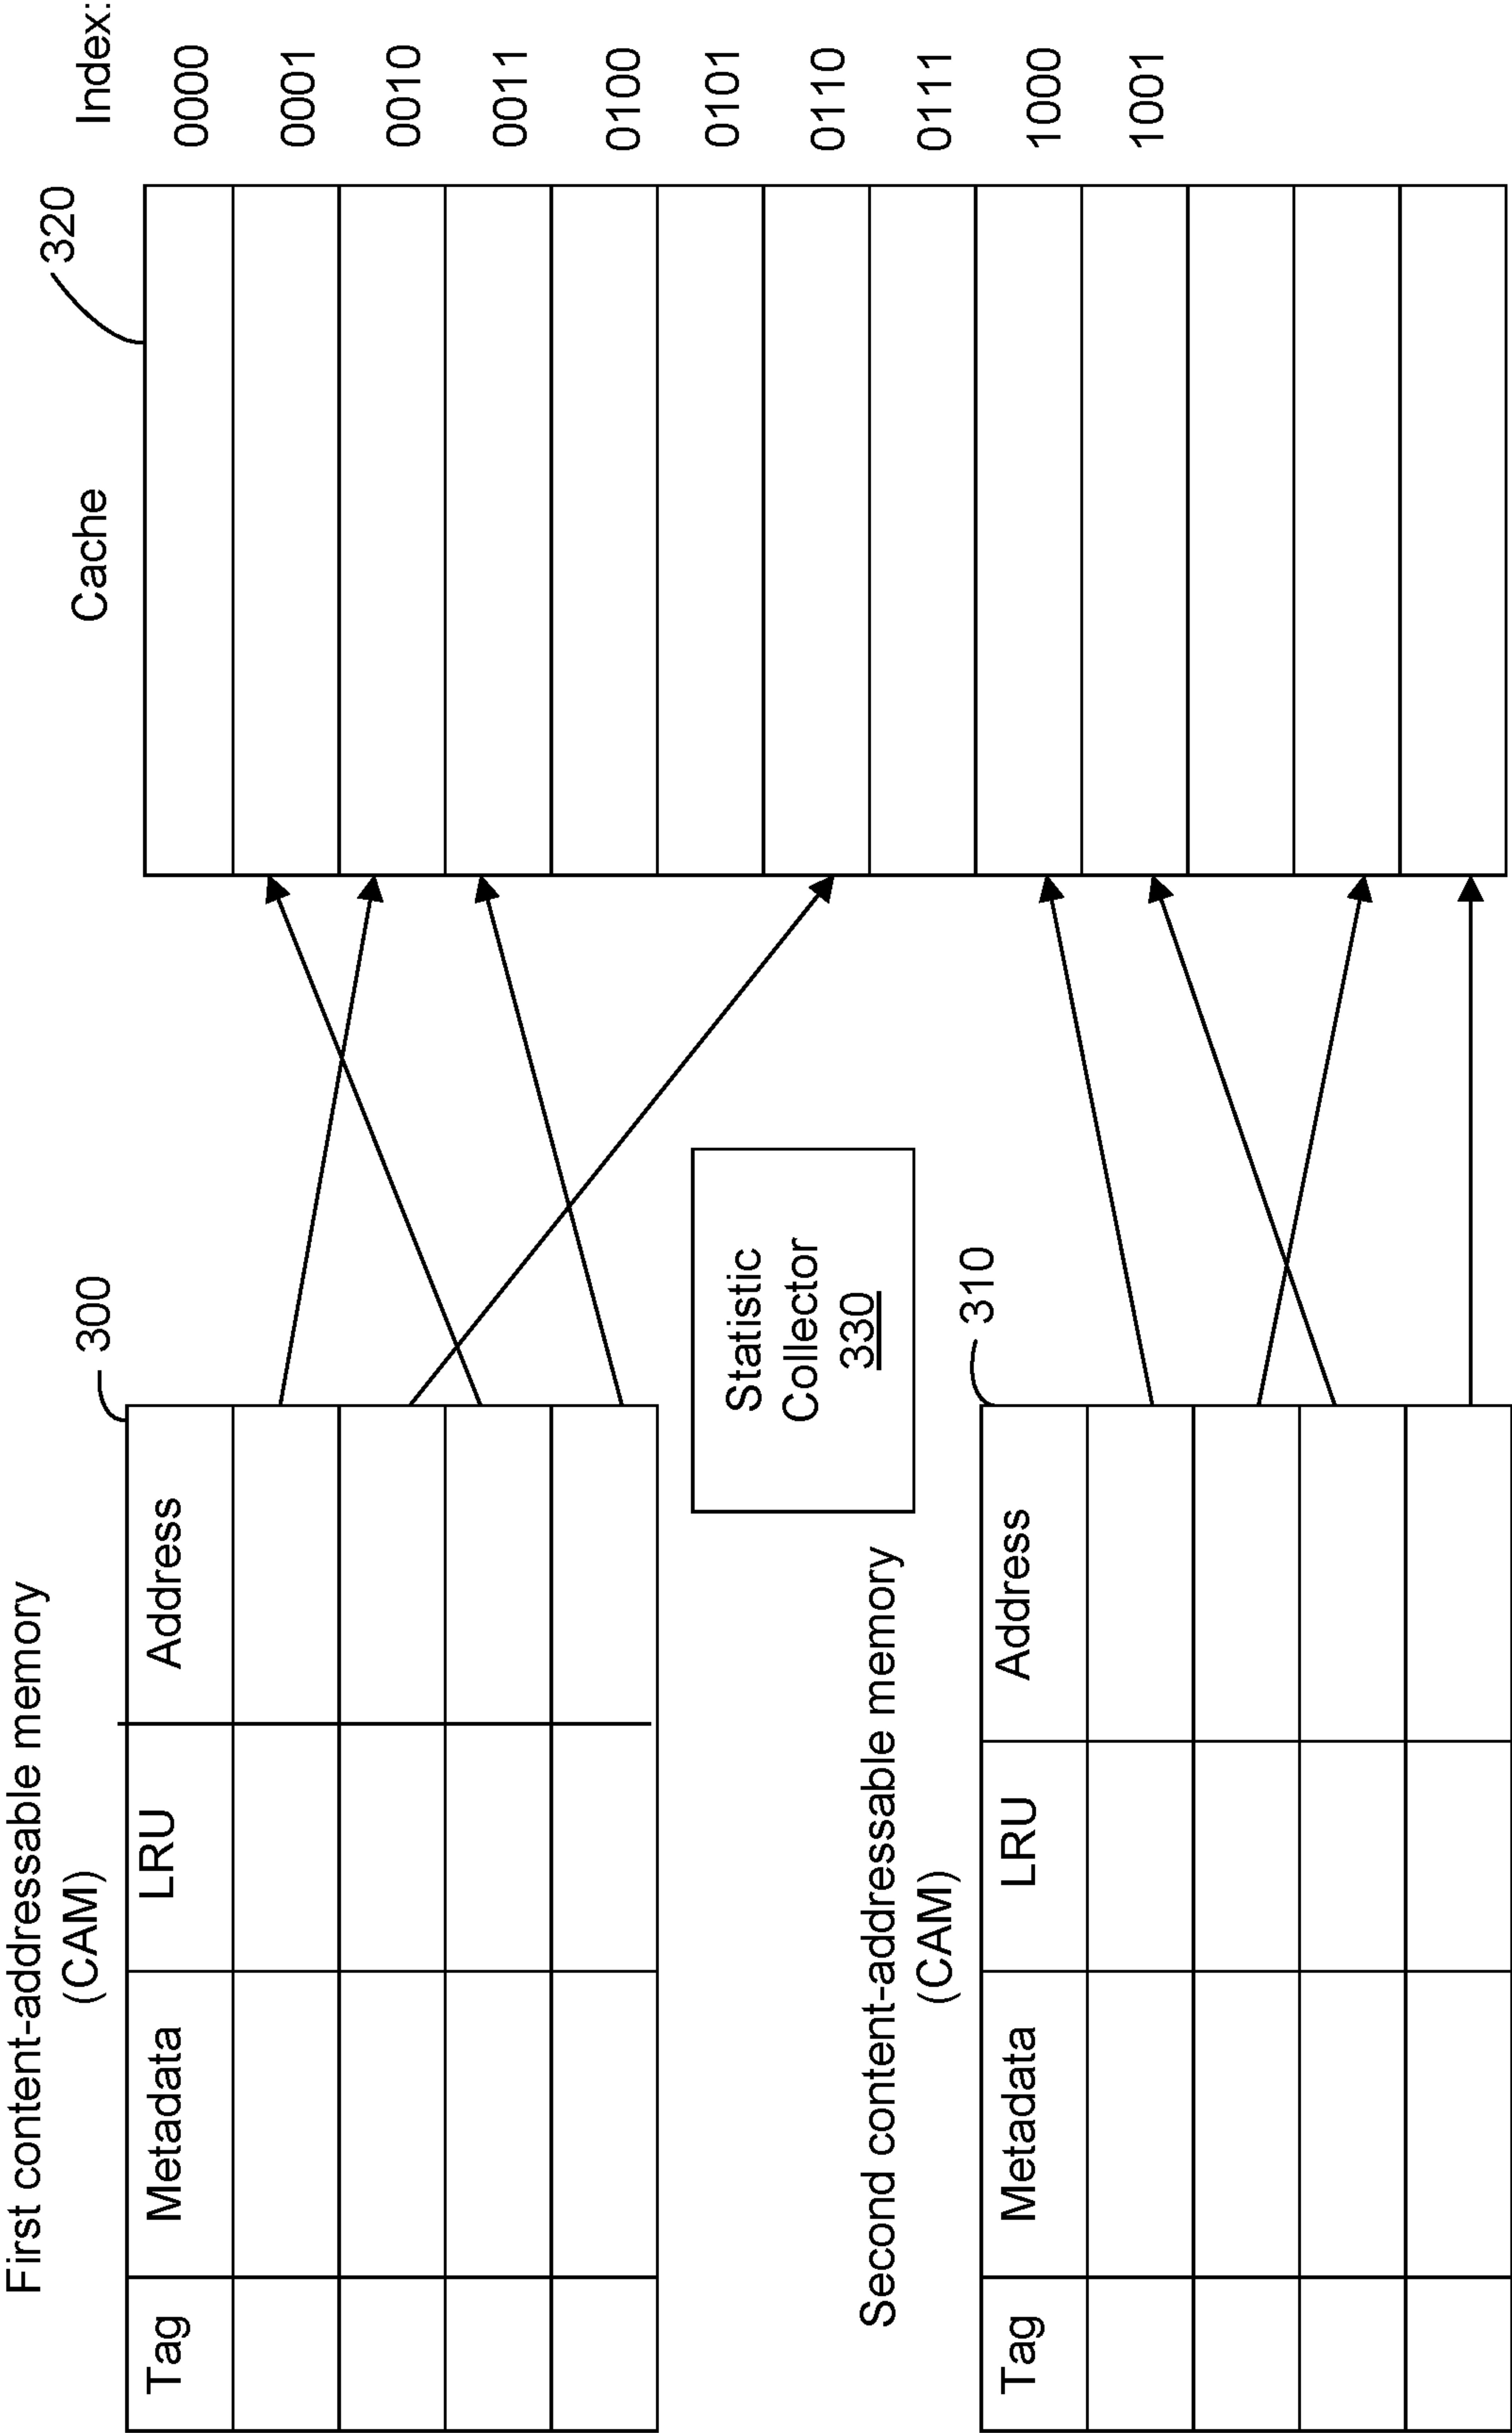 First content-addressable memory
(CAM)
300
Tag
Metadata
LRU
Address
Statistic
Collector
330
Second content-addressable memory
(CAM)
310
Tag
Metadata
LRU
Address
Cache
320
Index:
0000
0001
0010
0011
0100
0101
0110
0111
1000
1001